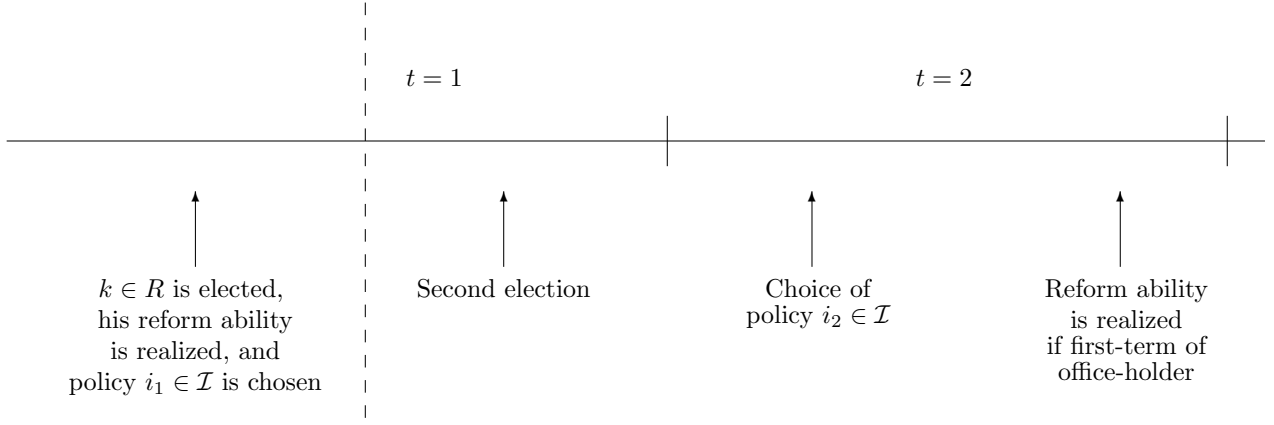 t = 1
t = 2
k ∈ R is elected,
his reform ability
is realized, and
policy i₁ ∈ 𝓘 is chosen
Second election
Choice of
policy i₂ ∈ 𝓘
Reform ability
is realized
if first-term of
office-holder